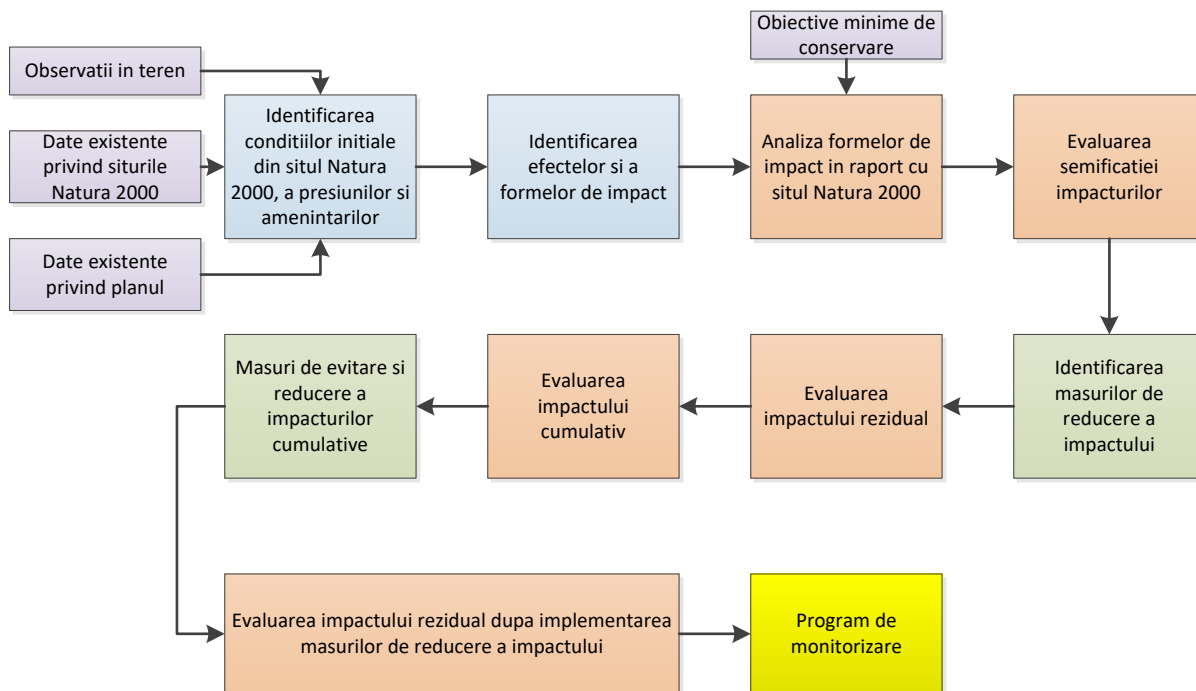 Obiective minime de
conservare
Observatii in teren
Date existente
privind siturile
Natura 2000
Date existente
privind planul
Identificarea
conditiilor initiale
din situl Natura
2000, a presiunilor si
amenintarilor
Identificarea
efectelor si a
formelor de impact
Analiza formelor de
impact in raport cu
situl Natura 2000
Evaluarea
semificatiei
impacturilor
Identificarea
masurilor de
reducere a
impactului
Evaluarea
impactului rezidual
Evaluarea
impactului
cumulativ
Masuri de evitare si
reducere a
impacturilor
cumulative
Evaluarea impactului rezidual dupa implementarea
masurilor de reducere a impactului
Program de
monitorizare